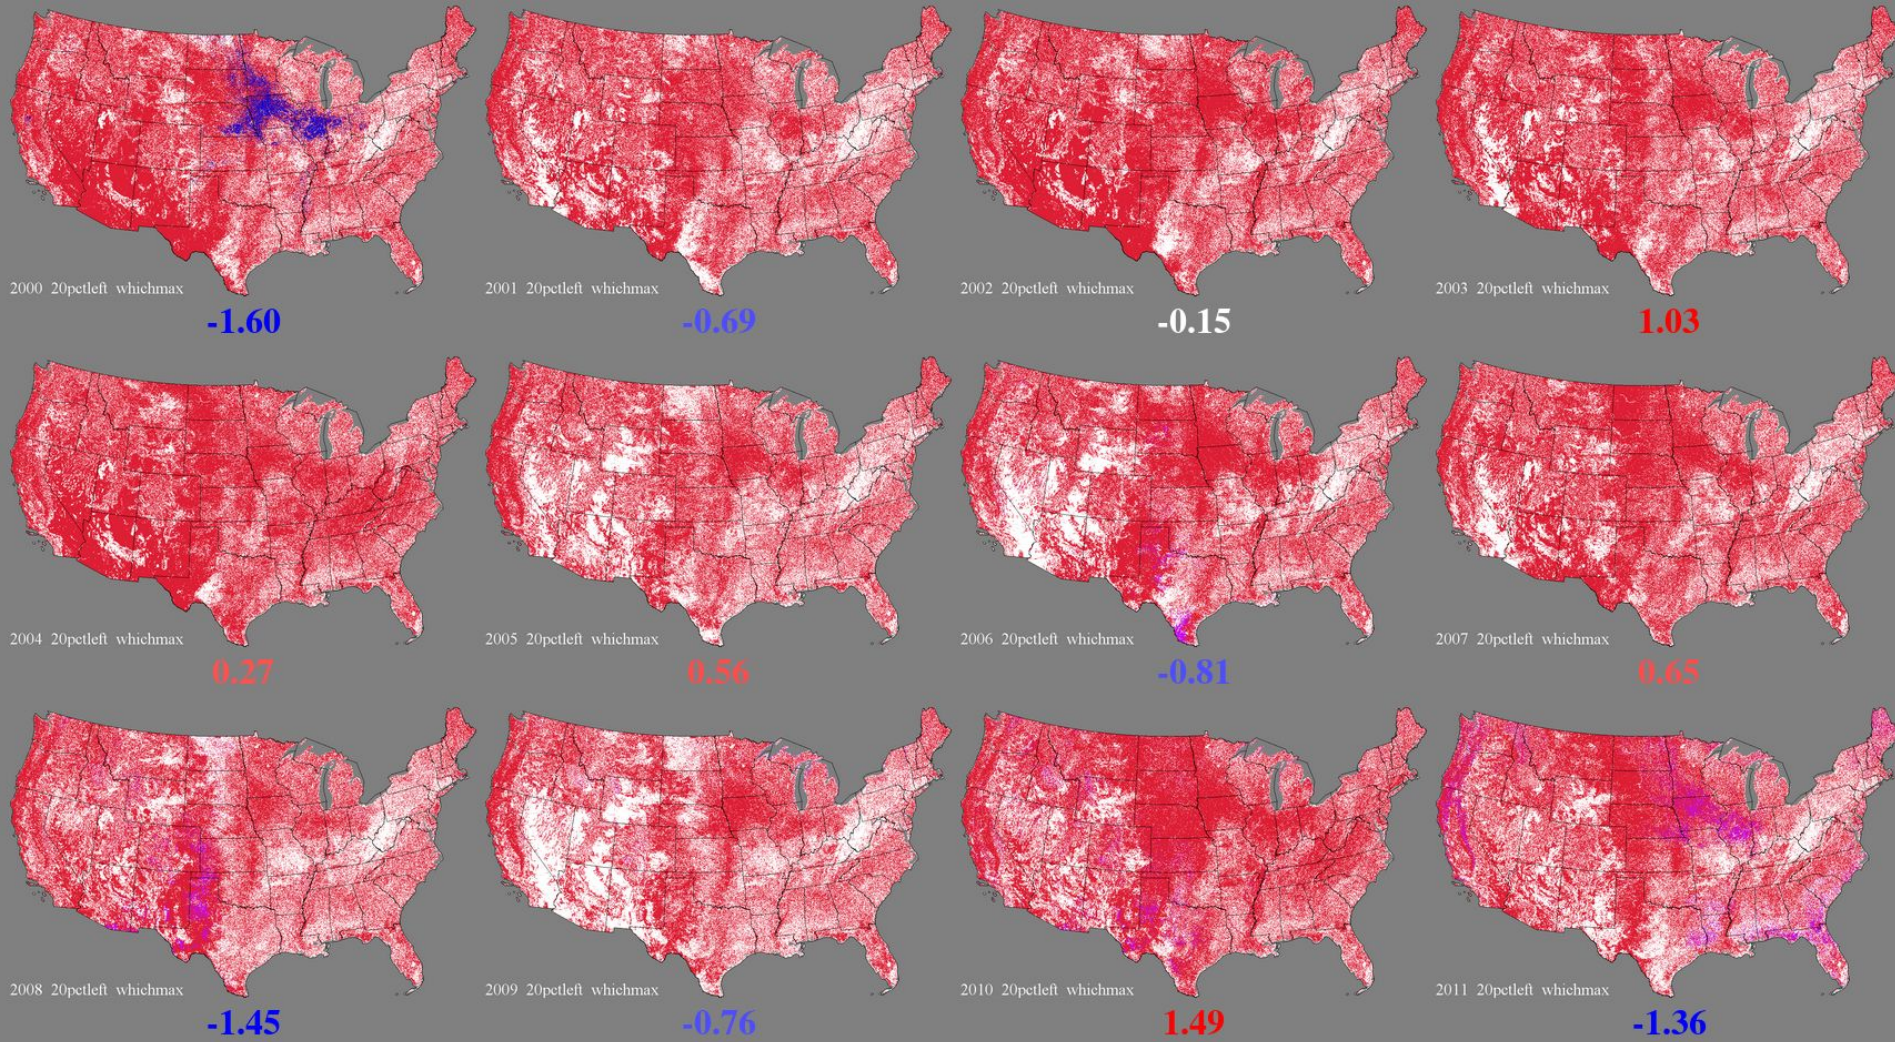 2000 20pctleft whichmax
-1.60
2001 20pctleft whichmax
-0.69
2002 20pctleft whichmax
-0.15
2003 20pctleft whichmax
1.03
2004 20pctleft whichmax
0.27
2005 20pctleft whichmax
0.56
2006 20pctleft whichmax
-0.81
2007 20pctleft whichmax
0.65
2008 20pctleft whichmax
-1.45
2009 20pctleft whichmax
-0.76
2010 20pctleft whichmax
1.49
2011 20pctleft whichmax
-1.36